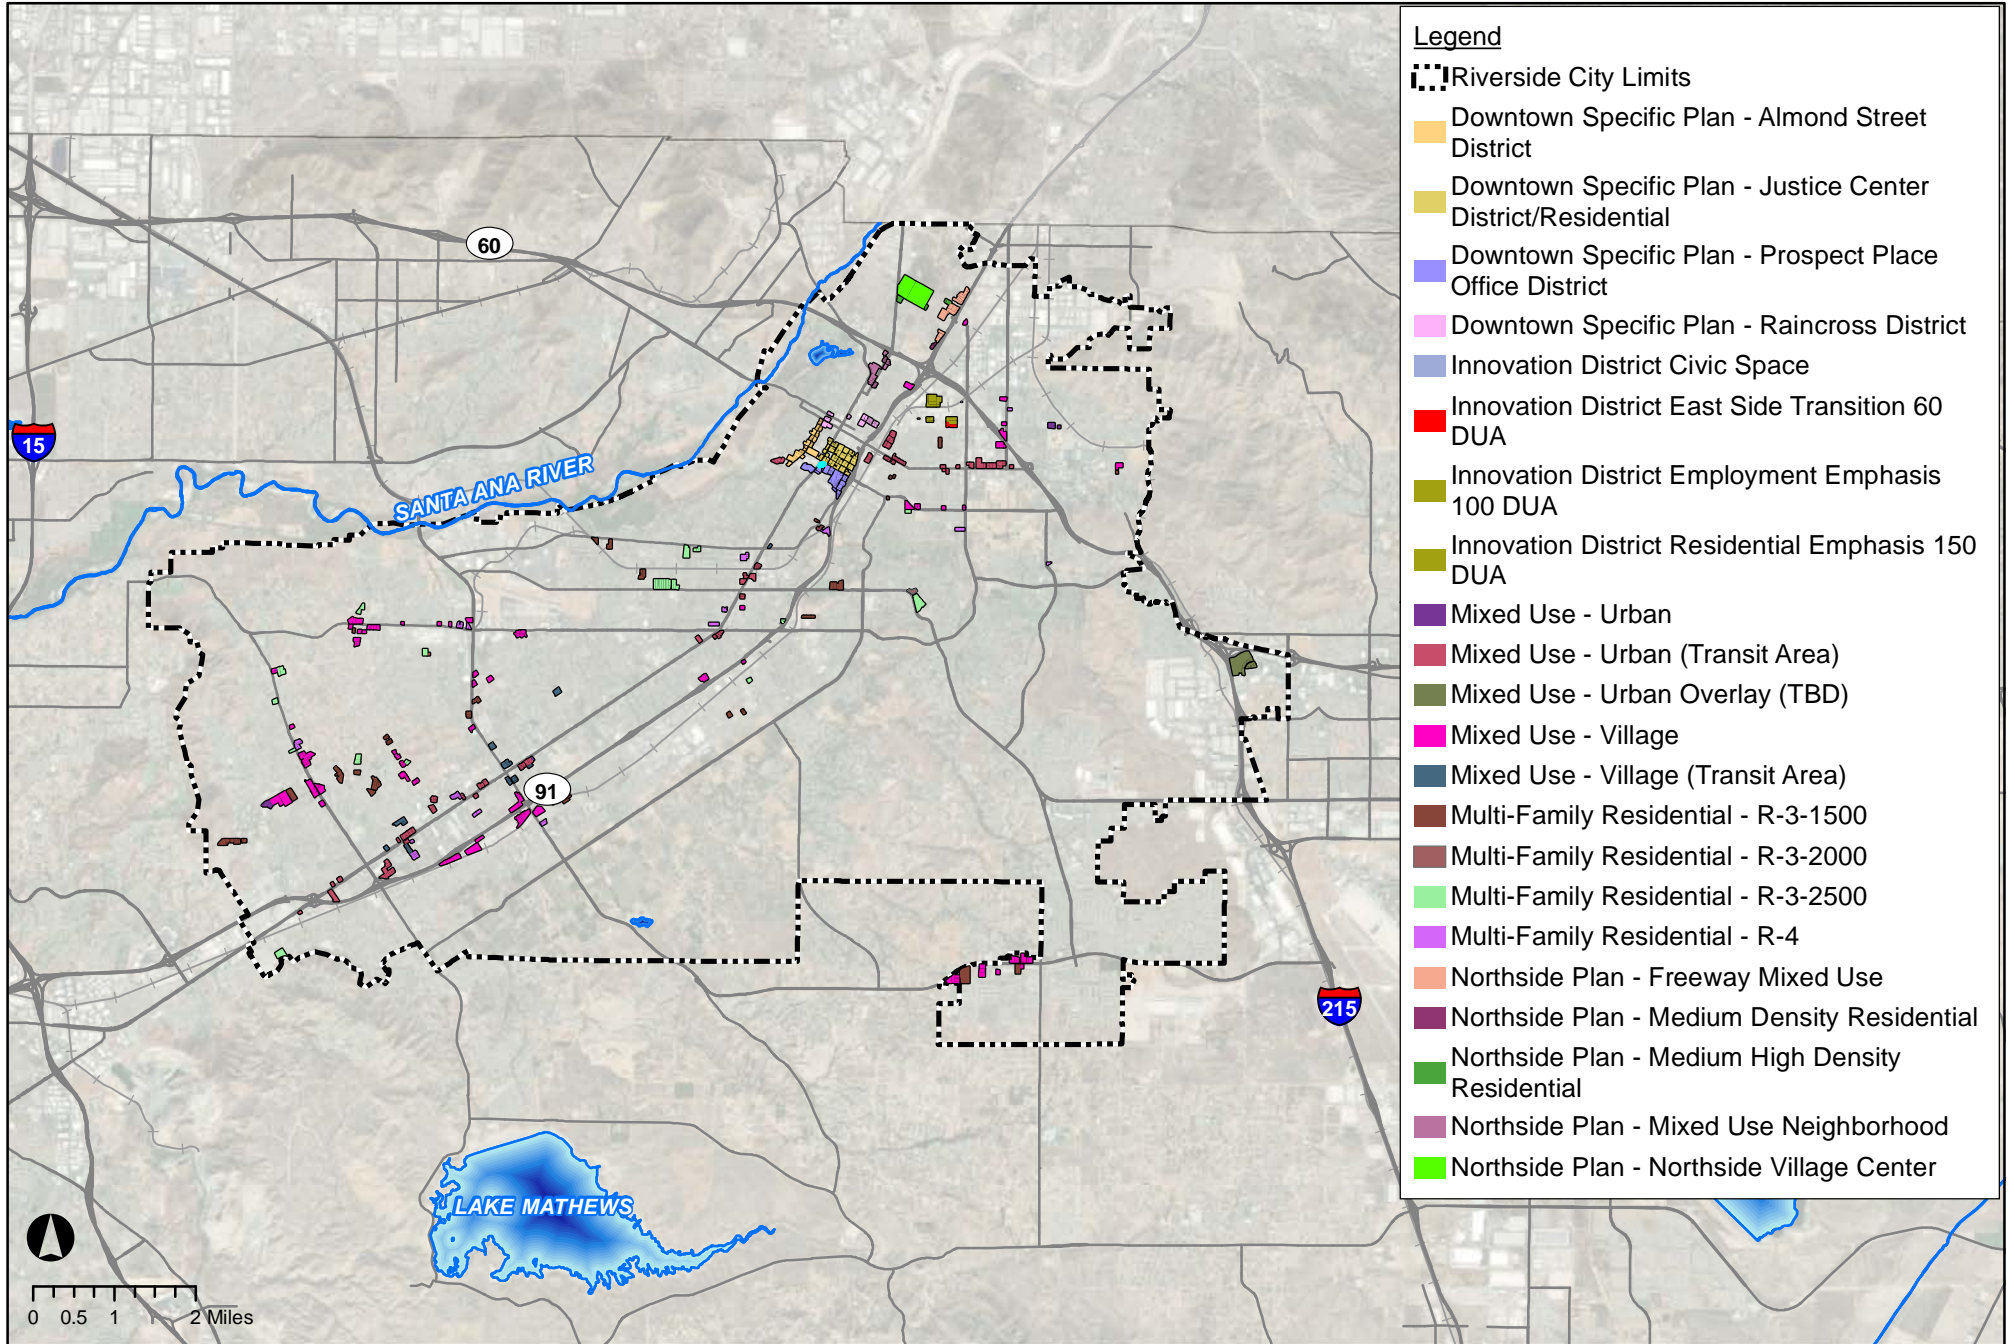 Legend
Riverside City Limits
Downtown Specific Plan - Almond Street
District
Downtown Specific Plan - Justice Center
District/Residential
Downtown Specific Plan - Prospect Place
Office District
Downtown Specific Plan - Raincross District
Innovation District Civic Space
Innovation District East Side Transition 60
DUA
Innovation District Employment Emphasis
100 DUA
Innovation District Residential Emphasis 150
DUA
Mixed Use - Urban
Mixed Use - Urban (Transit Area)
Mixed Use - Urban Overlay (TBD)
Mixed Use - Village
Mixed Use - Village (Transit Area)
Multi-Family Residential - R-3-1500
Multi-Family Residential - R-3-2000
Multi-Family Residential - R-3-2500
Multi-Family Residential - R-4
Northside Plan - Freeway Mixed Use
Northside Plan - Medium Density Residential
Northside Plan - Medium High Density
Residential
Northside Plan - Mixed Use Neighborhood
Northside Plan - Northside Village Center
60
15
SANTA ANA RIVER
91
215
LAKE MATHEWS
0 0.5 1 2 Miles